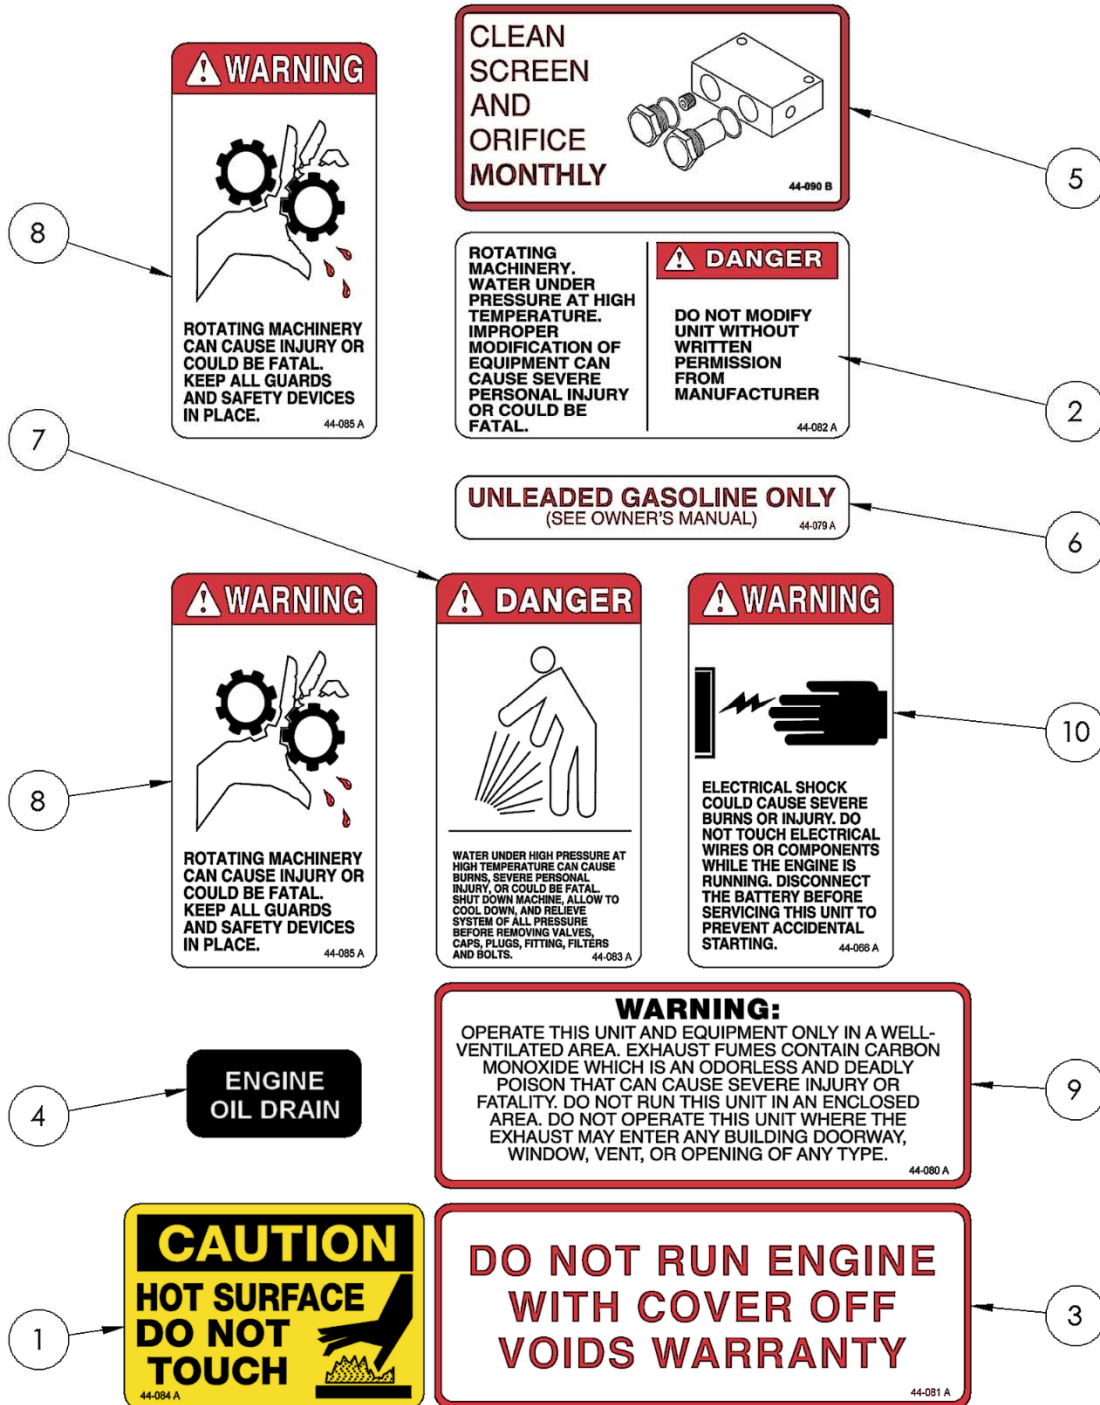 WARNING
ROTATING MACHINERY
CAN CAUSE INJURY OR
COULD BE FATAL.
KEEP ALL GUARDS
AND SAFETY DEVICES
IN PLACE.
44-085 A
8
CLEAN
SCREEN
AND
ORIFICE
MONTHLY
44-090 B
5
ROTATING
MACHINERY.
WATER UNDER
PRESSURE AT HIGH
TEMPERATURE.
IMPROPER
MODIFICATION OF
EQUIPMENT CAN
CAUSE SEVERE
PERSONAL INJURY
OR COULD BE
FATAL.
DANGER
DO NOT MODIFY
UNIT WITHOUT
WRITTEN
PERMISSION
FROM
MANUFACTURER
44-082 A
2
7
UNLEADED GASOLINE ONLY
(SEE OWNER'S MANUAL)
44-079 A
6
WARNING
ROTATING MACHINERY
CAN CAUSE INJURY OR
COULD BE FATAL.
KEEP ALL GUARDS
AND SAFETY DEVICES
IN PLACE.
44-085 A
8
DANGER
WATER UNDER HIGH PRESSURE AT
HIGH TEMPERATURE CAN CAUSE
BURNS, SEVERE PERSONAL
INJURY, OR COULD BE FATAL.
SHUT DOWN MACHINE, ALLOW TO
COOL DOWN, AND RELIEVE
SYSTEM OF ALL PRESSURE
BEFORE REMOVING VALVES,
CAPS, PLUGS, FITTING, FILTERS
AND BOLTS.
44-083 A
WARNING
ELECTRICAL SHOCK
COULD CAUSE SEVERE
BURNS OR INJURY. DO
NOT TOUCH ELECTRICAL
WIRES OR COMPONENTS
WHILE THE ENGINE IS
RUNNING. DISCONNECT
THE BATTERY BEFORE
SERVICING THIS UNIT TO
PREVENT ACCIDENTAL
STARTING.
44-066 A
10
ENGINE
OIL DRAIN
4
WARNING:
OPERATE THIS UNIT AND EQUIPMENT ONLY IN A WELL-
VENTILATED AREA. EXHAUST FUMES CONTAIN CARBON
MONOXIDE WHICH IS AN ODORLESS AND DEADLY
POISON THAT CAN CAUSE SEVERE INJURY OR
FATALITY. DO NOT RUN THIS UNIT IN AN ENCLOSED
AREA. DO NOT OPERATE THIS UNIT WHERE THE
EXHAUST MAY ENTER ANY BUILDING DOORWAY,
WINDOW, VENT, OR OPENING OF ANY TYPE.
44-080 A
9
CAUTION
HOT SURFACE
DO NOT
TOUCH
44-084 A
1
DO NOT RUN ENGINE
WITH COVER OFF
VOIDS WARRANTY
44-081 A
3